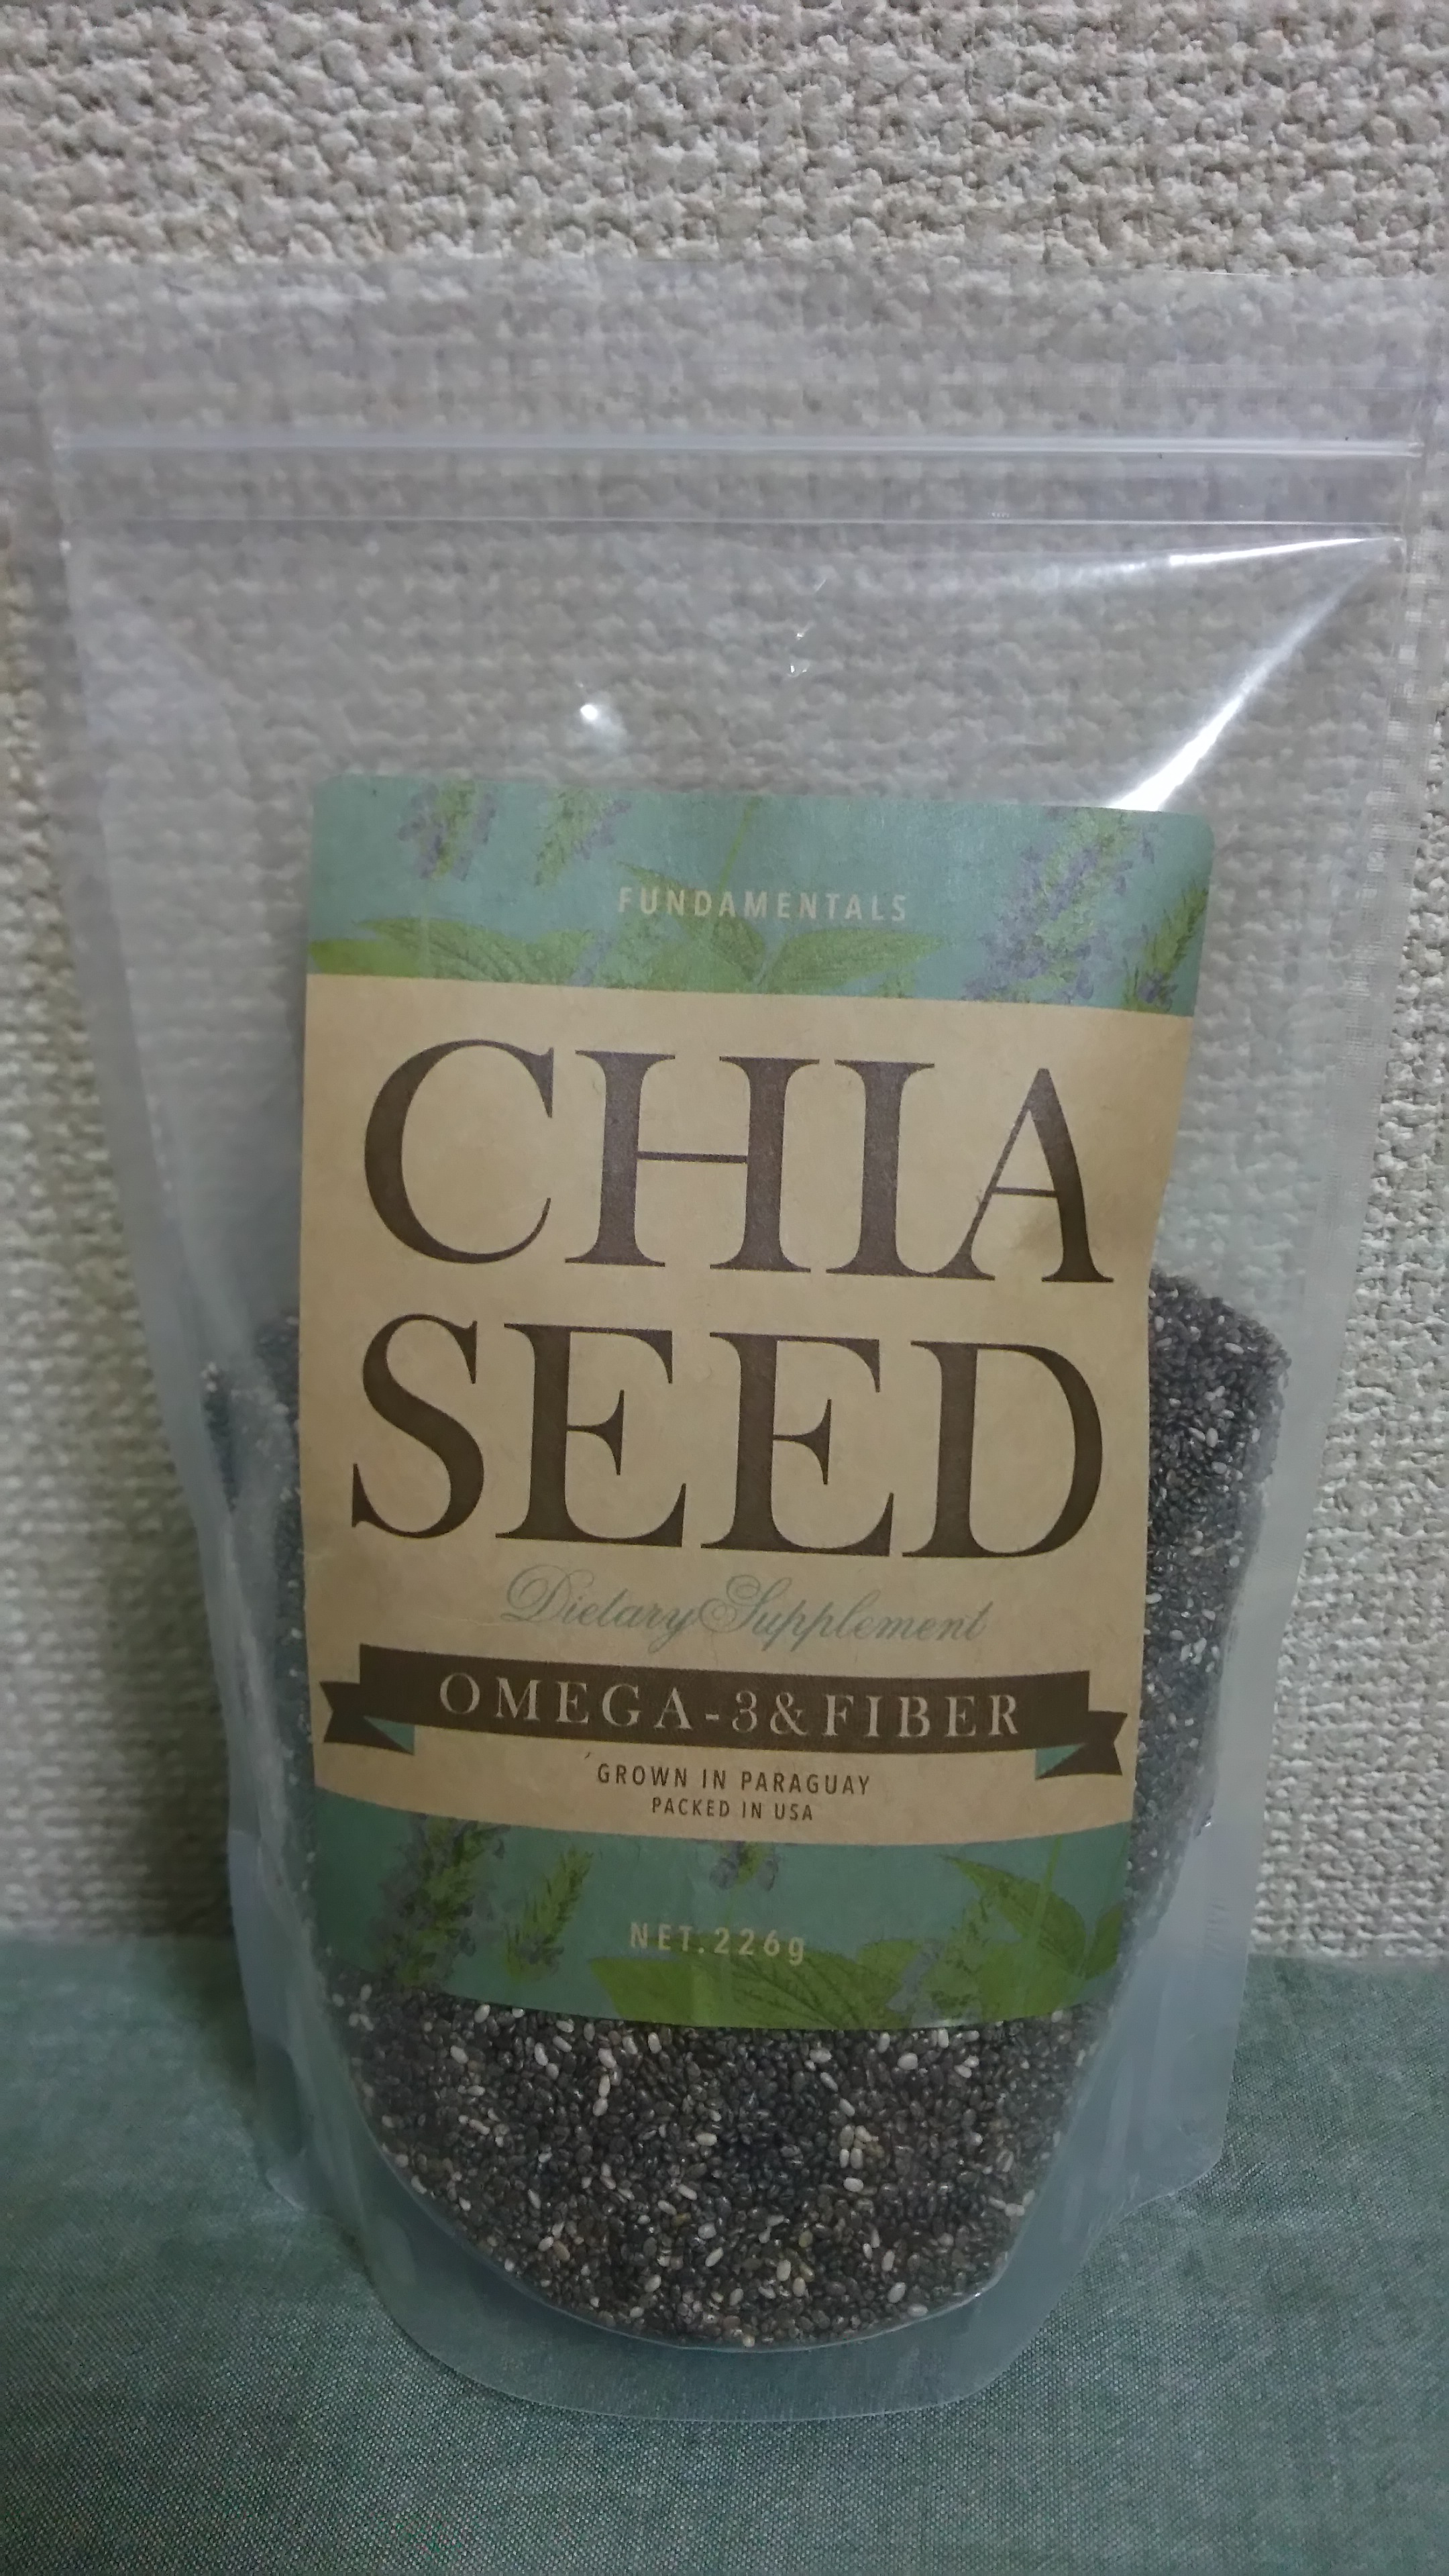 FUNDAMENTALS
CHIA
SEED
Dietary Supplement
OMEGA-3&FIBER
GROWN IN PARAGUAY
PACKED IN USA
NET.226g